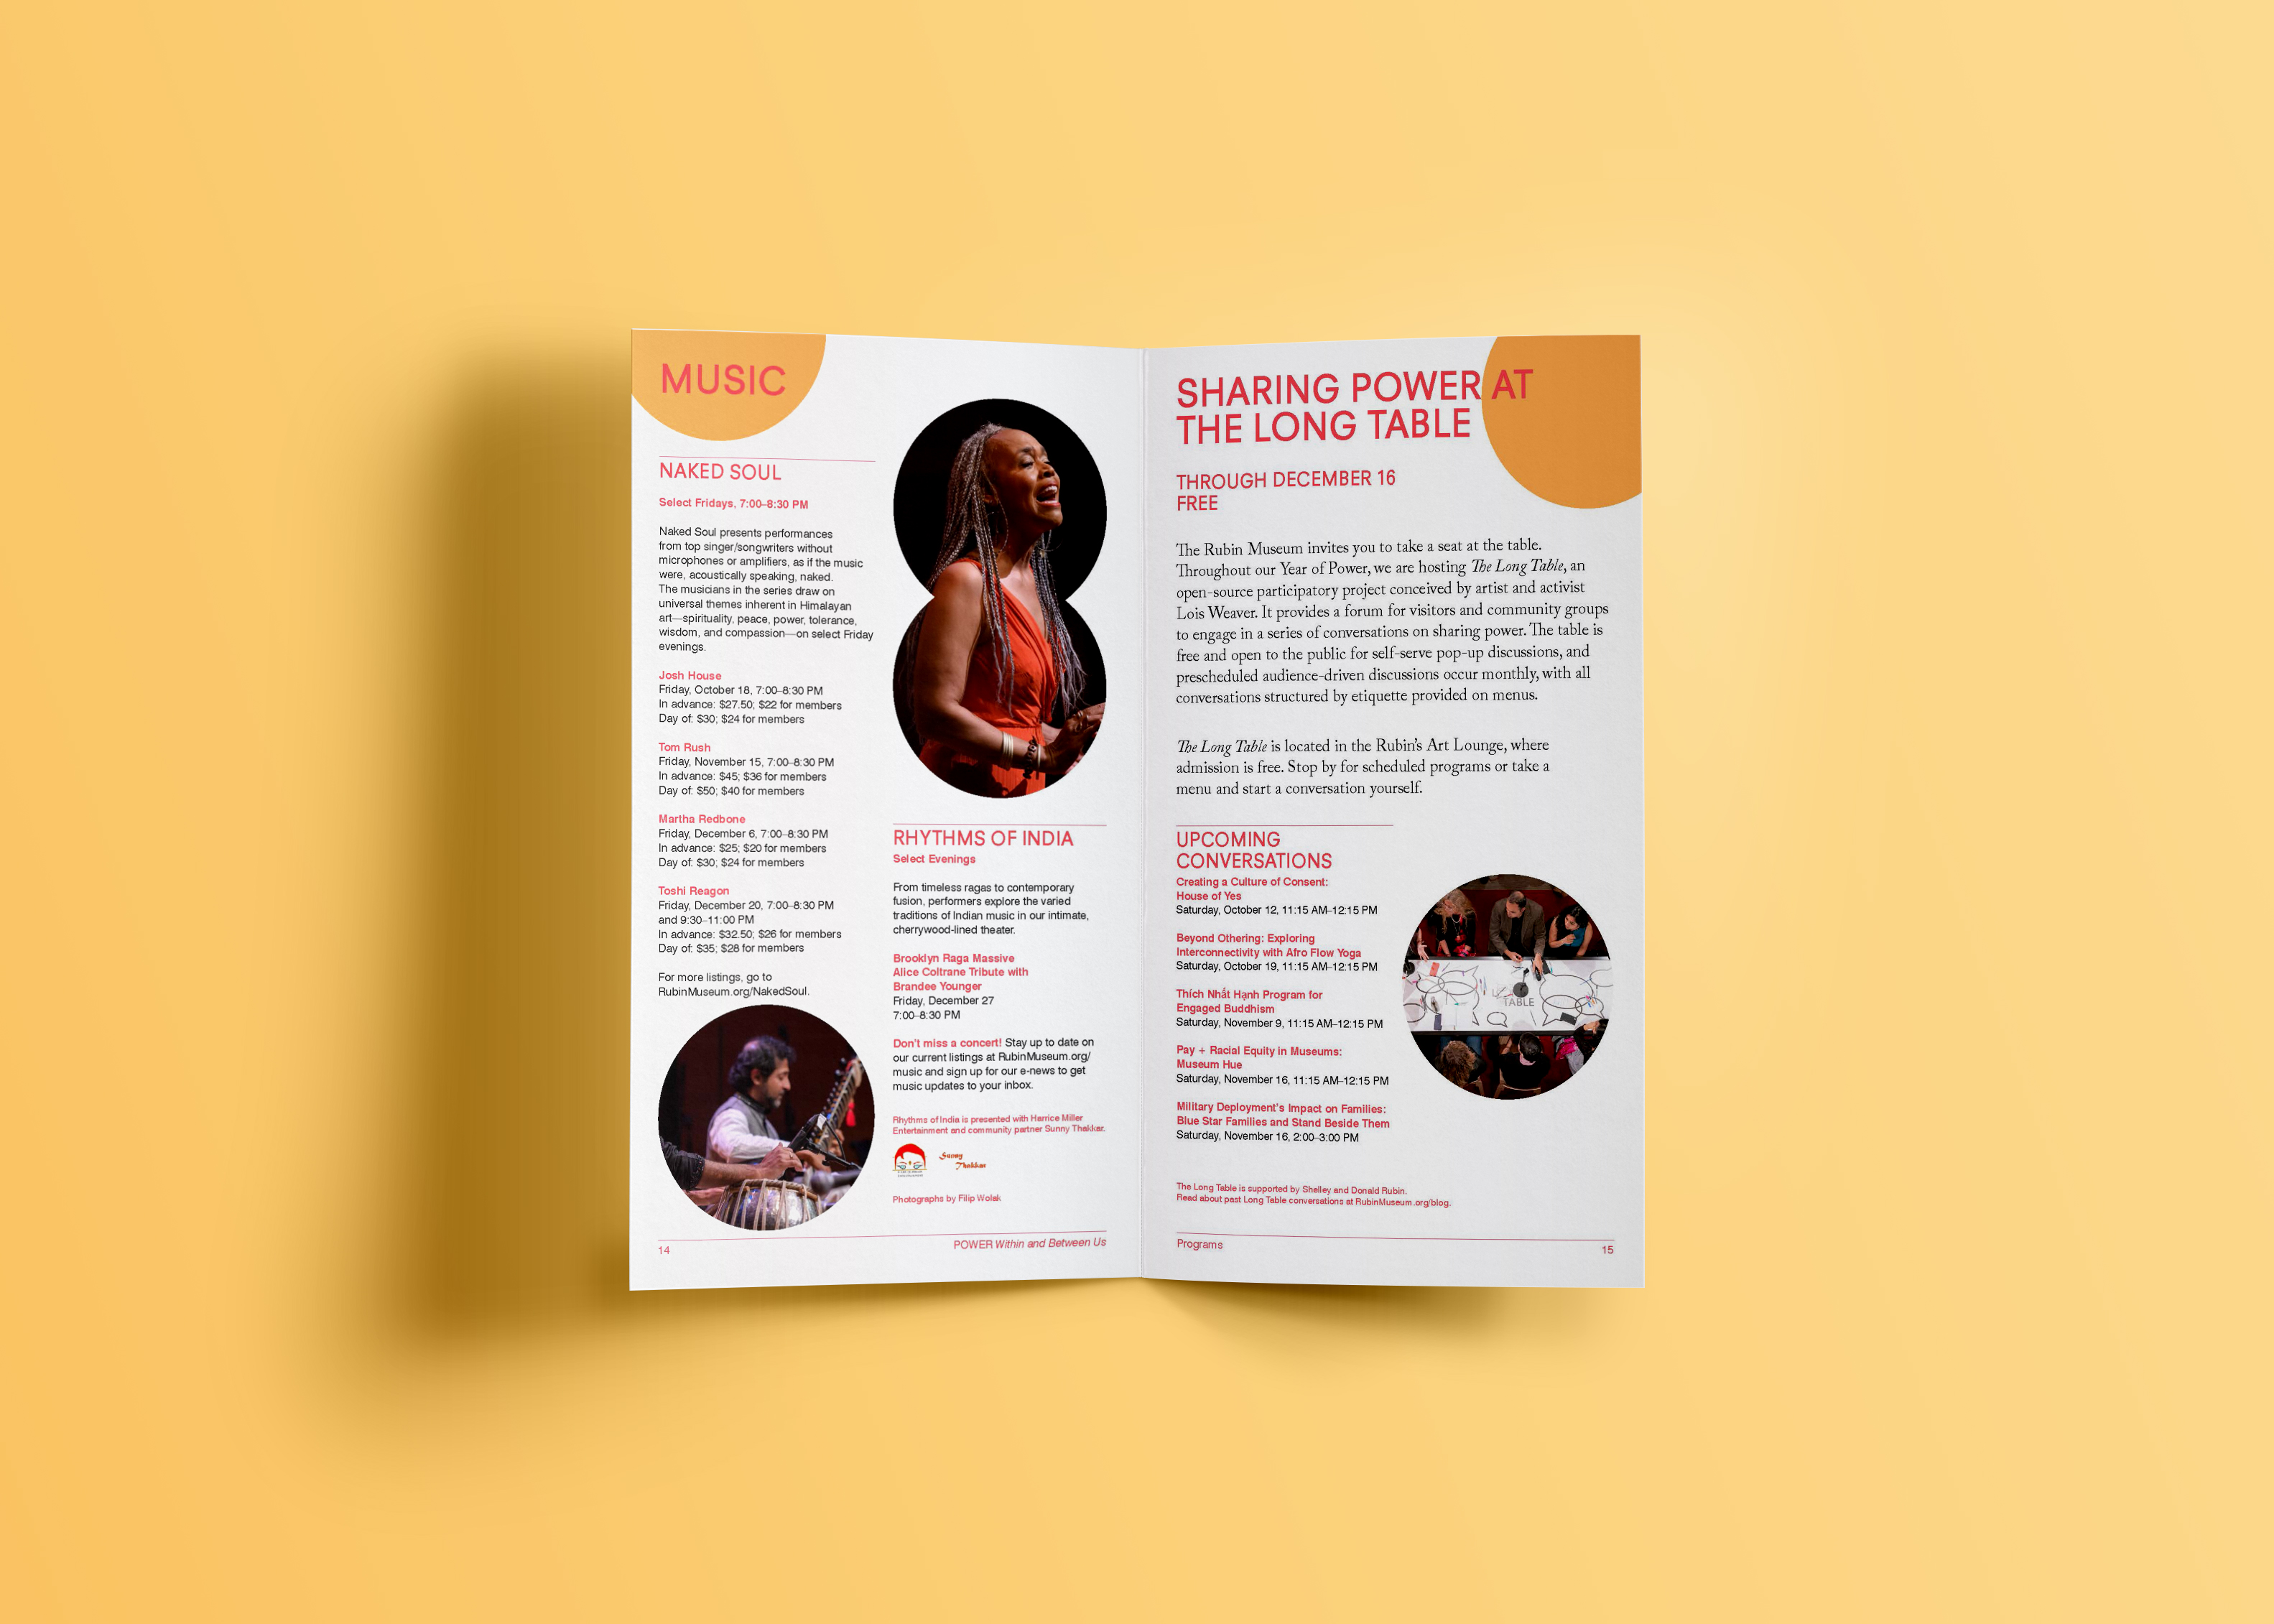 MUSIC
NAKED SOUL
Select Fridays, 7:00–8:30 PM
Naked Soul presents performances
from top singer/songwriters without
microphones or amplifiers, as if the music
were, acoustically speaking, naked.
The musicians in the series draw on
universal themes inherent in Himalayan
art—spirituality, peace, power, tolerance,
wisdom, and compassion—on select Friday
evenings.
Josh House
Friday, October 18, 7:00–8:30 PM
In advance: $27.50; $22 for members
Day of: $30; $24 for members
Tom Rush
Friday, November 15, 7:00–8:30 PM
In advance: $45; $36 for members
Day of: $50; $40 for members
Martha Redbone
Friday, December 6, 7:00–8:30 PM
In advance: $25; $20 for members
Day of: $30; $24 for members
Toshi Reagon
Friday, December 20, 7:00–8:30 PM
and 9:30–11:00 PM
In advance: $32.50; $26 for members
Day of: $35; $28 for members
For more listings, go to
RubinMuseum.org/NakedSoul.
RHYTHMS OF INDIA
Select Evenings
From timeless ragas to contemporary
fusion, performers explore the varied
traditions of Indian music in our intimate,
cherrywood-lined theater.
Brooklyn Raga Massive
Alice Coltrane Tribute with
Brandee Younger
Friday, December 27
7:00–8:30 PM
Don't miss a concert! Stay up to date on
our current listings at RubinMuseum.org/
music and sign up for our e-news to get
music updates to your inbox.
Rhythms of India is presented with Harrice Miller
Entertainment and community partner Sunny Thakkar.
Sunny
Thakkar
Photographs by Filip Wolak
14
POWER Within and Between Us
SHARING POWER AT
THE LONG TABLE
THROUGH DECEMBER 16
FREE
The Rubin Museum invites you to take a seat at the table.
Throughout our Year of Power, we are hosting The Long Table, an
open-source participatory project conceived by artist and activist
Lois Weaver. It provides a forum for visitors and community groups
to engage in a series of conversations on sharing power. The table is
free and open to the public for self-serve pop-up discussions, and
prescheduled audience-driven discussions occur monthly, with all
conversations structured by etiquette provided on menus.
The Long Table is located in the Rubin's Art Lounge, where
admission is free. Stop by for scheduled programs or take a
menu and start a conversation yourself.
UPCOMING
CONVERSATIONS
Creating a Culture of Consent:
House of Yes
Saturday, October 12, 11:15 AM–12:15 PM
Beyond Othering: Exploring
Interconnectivity with Afro Flow Yoga
Saturday, October 19, 11:15 AM–12:15 PM
Thích Nhất Hạnh Program for
Engaged Buddhism
Saturday, November 9, 11:15 AM–12:15 PM
Pay + Racial Equity in Museums:
Museum Hue
Saturday, November 16, 11:15 AM–12:15 PM
Military Deployment's Impact on Families:
Blue Star Families and Stand Beside Them
Saturday, November 16, 2:00–3:00 PM
TABLE
The Long Table is supported by Shelley and Donald Rubin.
Read about past Long Table conversations at RubinMuseum.org/blog.
Programs
15